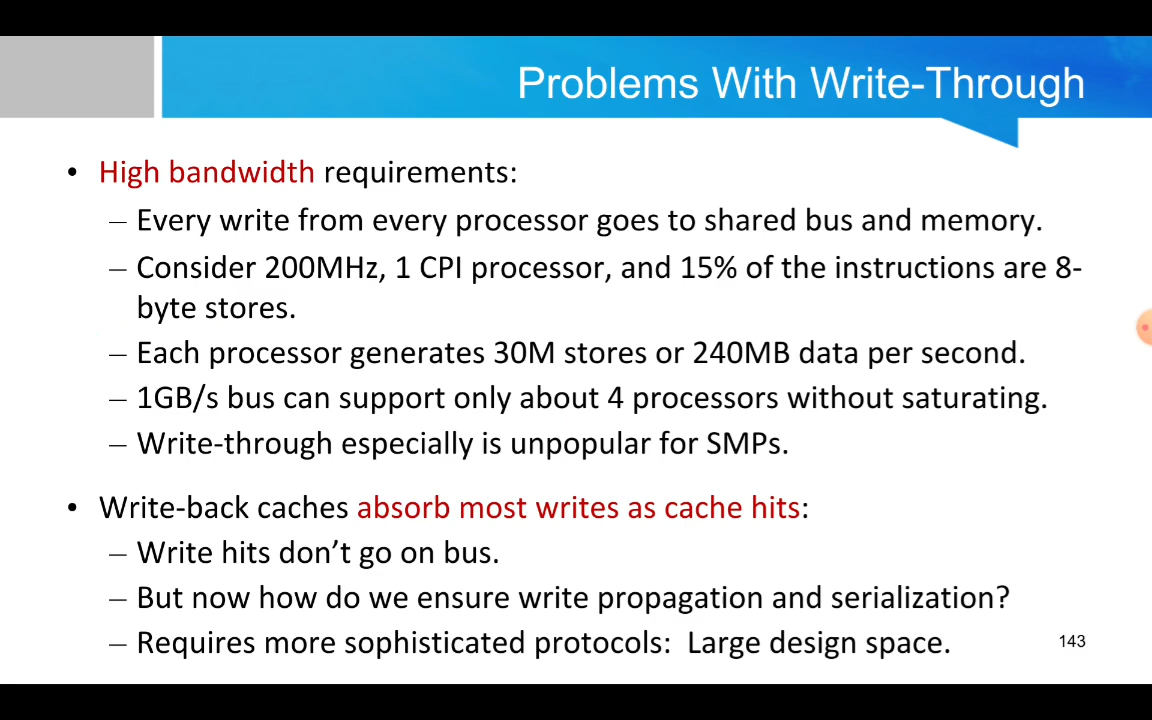 Problems With Write-Through
• High bandwidth requirements:
– Every write from every processor goes to shared bus and memory.
– Consider 200MHz, 1 CPI processor, and 15% of the instructions are 8-
byte stores.
– Each processor generates 30M stores or 240MB data per second.
– 1GB/s bus can support only about 4 processors without saturating.
– Write-through especially is unpopular for SMPs.
• Write-back caches absorb most writes as cache hits:
– Write hits don’t go on bus.
– But now how do we ensure write propagation and serialization?
– Requires more sophisticated protocols:  Large design space.
143